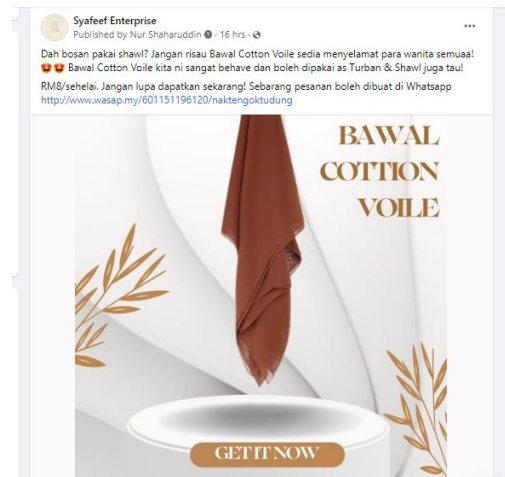 Syafeef Enterprise
Published by Nur Shaharuddin · 16 hrs ·
Dah bosan pakai shawl? Jangan risau Bawal Cotton Voile sedia menyelamat para wanita semuaa!
😍😍 Bawal Cotton Voile kita ni sangat behave dan boleh dipakai as Turban & Shawl juga tau!
RM8/sehelai. Jangan lupa dapatkan sekarang! Sebarang pesanan boleh dibuat di Whatsapp
http://www.wasap.my/601151196120/naktengoktudung
BAWAL
COTTION
VOILE
GET IT NOW